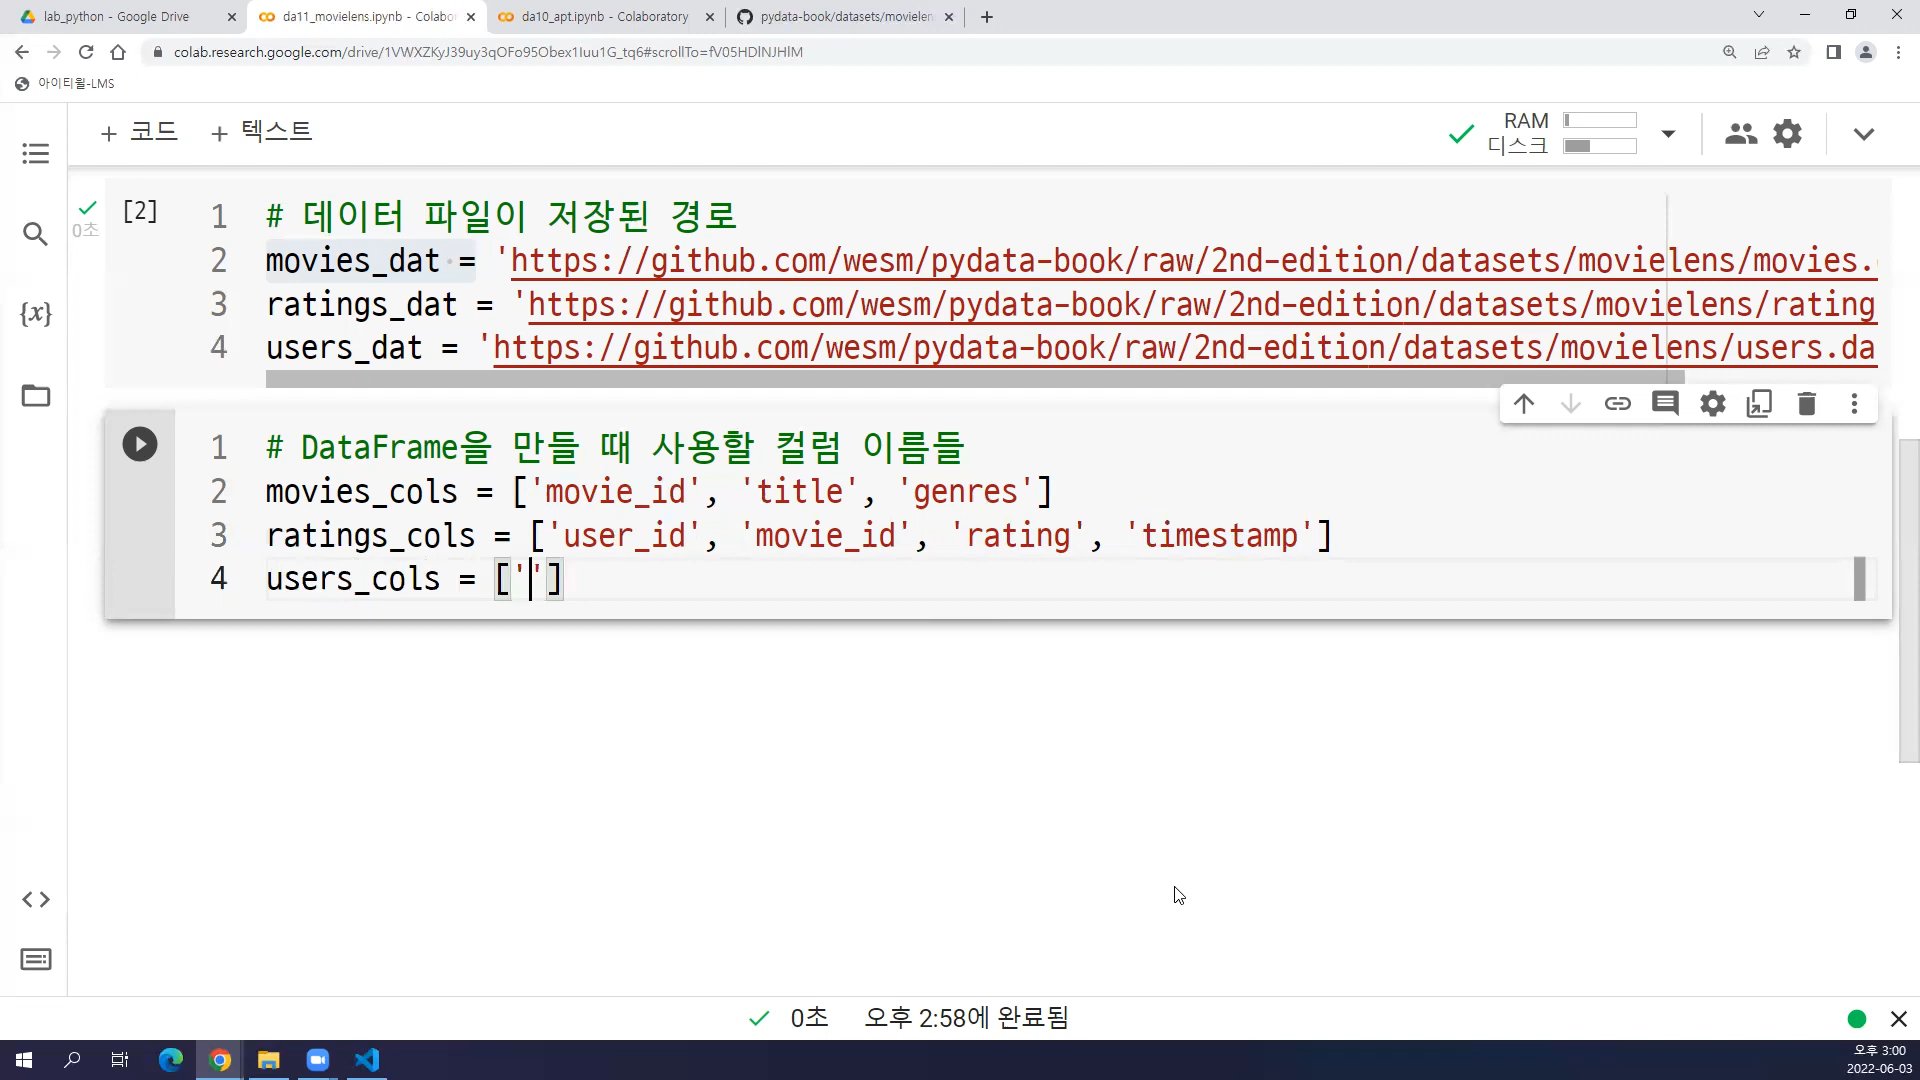 lab_python - Google Drive
da11_movielens.ipynb - Colabor
da10_apt.ipynb - Colaboratory
pydata-book/datasets/movielen
colab.research.google.com/drive/1VWXZKyJ39uy3qOFo95Obex1Iuu1G_tq6#scrollTo=fV05HDlNJHlM
아이티윌-LMS
+ 코드 + 텍스트
RAM
디스크
0초
[2]
1 # 데이터 파일이 저장된 경로
2 movies_dat = 'https://github.com/wesm/pydata-book/raw/2nd-edition/datasets/movielens/movies.
3 ratings_dat = 'https://github.com/wesm/pydata-book/raw/2nd-edition/datasets/movielens/rating
4 users_dat = 'https://github.com/wesm/pydata-book/raw/2nd-edition/datasets/movielens/users.da
{x}
1 # DataFrame을 만들 때 사용할 컬럼 이름들
2 movies_cols = ['movie_id', 'title', 'genres']
3 ratings_cols = ['user_id', 'movie_id', 'rating', 'timestamp']
4 users_cols = ['']
0초 오후 2:58에 완료됨
오후 3:00
2022-06-03